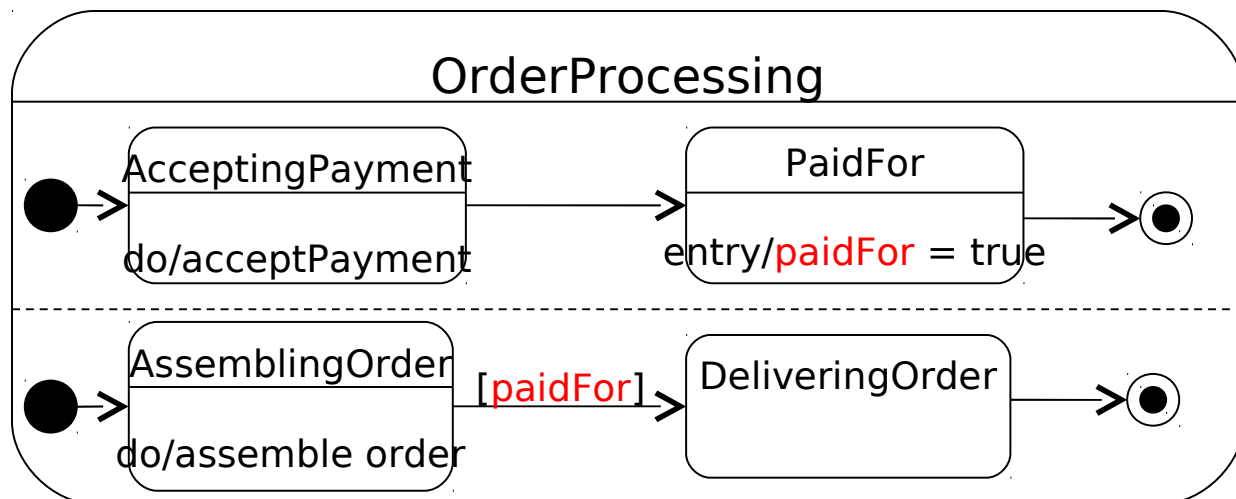 OrderProcessing
AcceptingPayment
do/acceptPayment
PaidFor
entry/paidFor = true
AssemblingOrder
do/assemble order
[paidFor]
DeliveringOrder